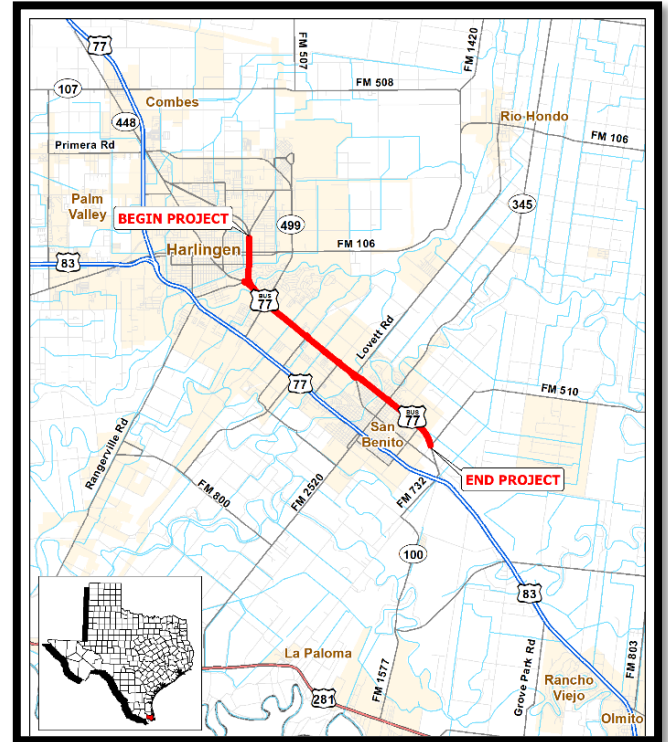 77
FM 507
FM 1420
FM 508
107
Combes
448
Rio Hondo
FM 106
Primera Rd
Palm
Valley
345
BEGIN PROJECT
499
FM 106
Harlingen
83
BUS
77
Lovett Rd
77
FM 510
BUS
77
San
Benito
Rangerville Rd
END PROJECT
FM 800
FM 2520
FM 732
100
83
La Paloma
FM 1577
Grove Park Rd
FM 803
Rancho
Viejo
281
Olmito